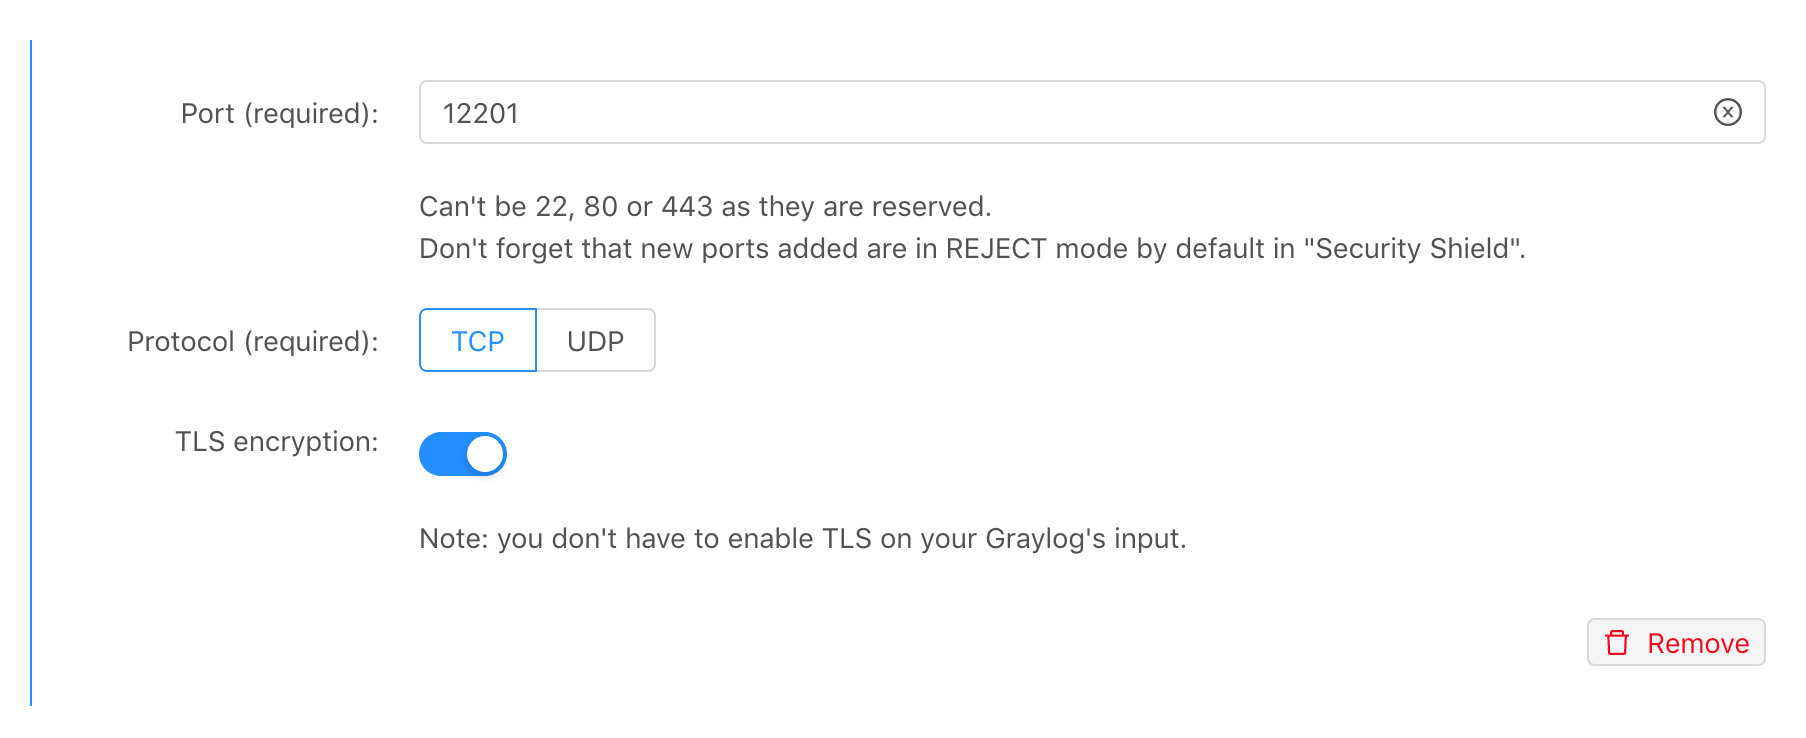 Port (required): 12201
Can't be 22, 80 or 443 as they are reserved.
Don't forget that new ports added are in REJECT mode by default in "Security Shield".
Protocol (required): TCP UDP
TLS encryption:
Note: you don't have to enable TLS on your Graylog's input.
Remove